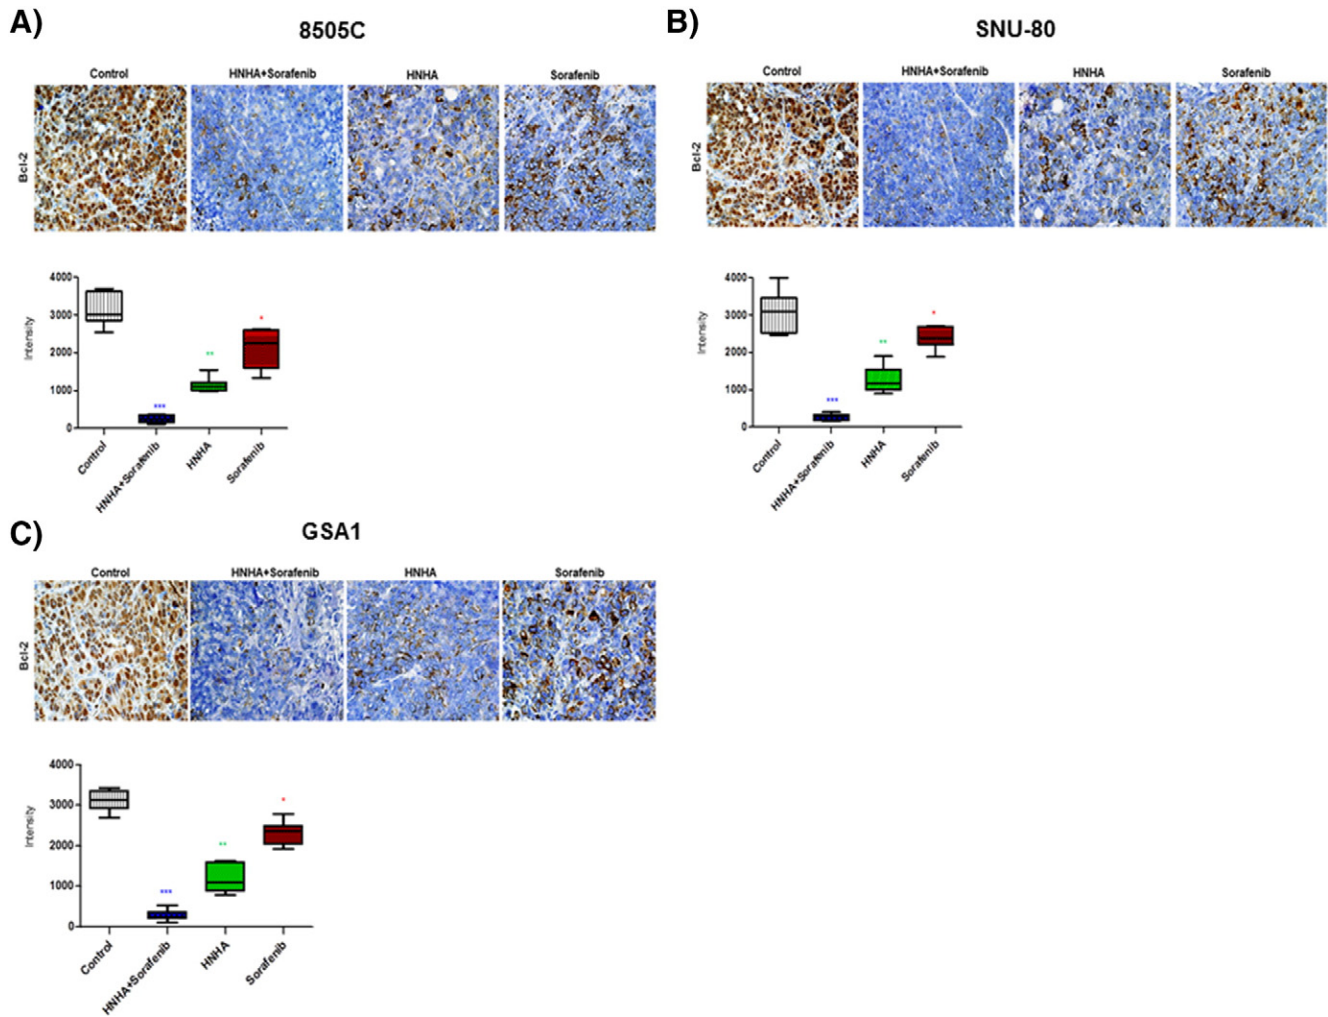 A)
8505C
Control HNHA+Sorafenib HNHA Sorafenib
Bcl-2
4000
3000
2000
1000
0
Intensity
***
**
*
Control HNHA+Sorafenib HNHA Sorafenib
B)
SNU-80
Control HNHA+Sorafenib HNHA Sorafenib
Bcl-2
4000
3000
2000
1000
0
Intensity
***
**
*
Control HNHA+Sorafenib HNHA Sorafenib
C)
GSA1
Control HNHA+Sorafenib HNHA Sorafenib
Bcl-2
4000
3000
2000
1000
0
Intensity
***
**
*
Control HNHA+Sorafenib HNHA Sorafenib